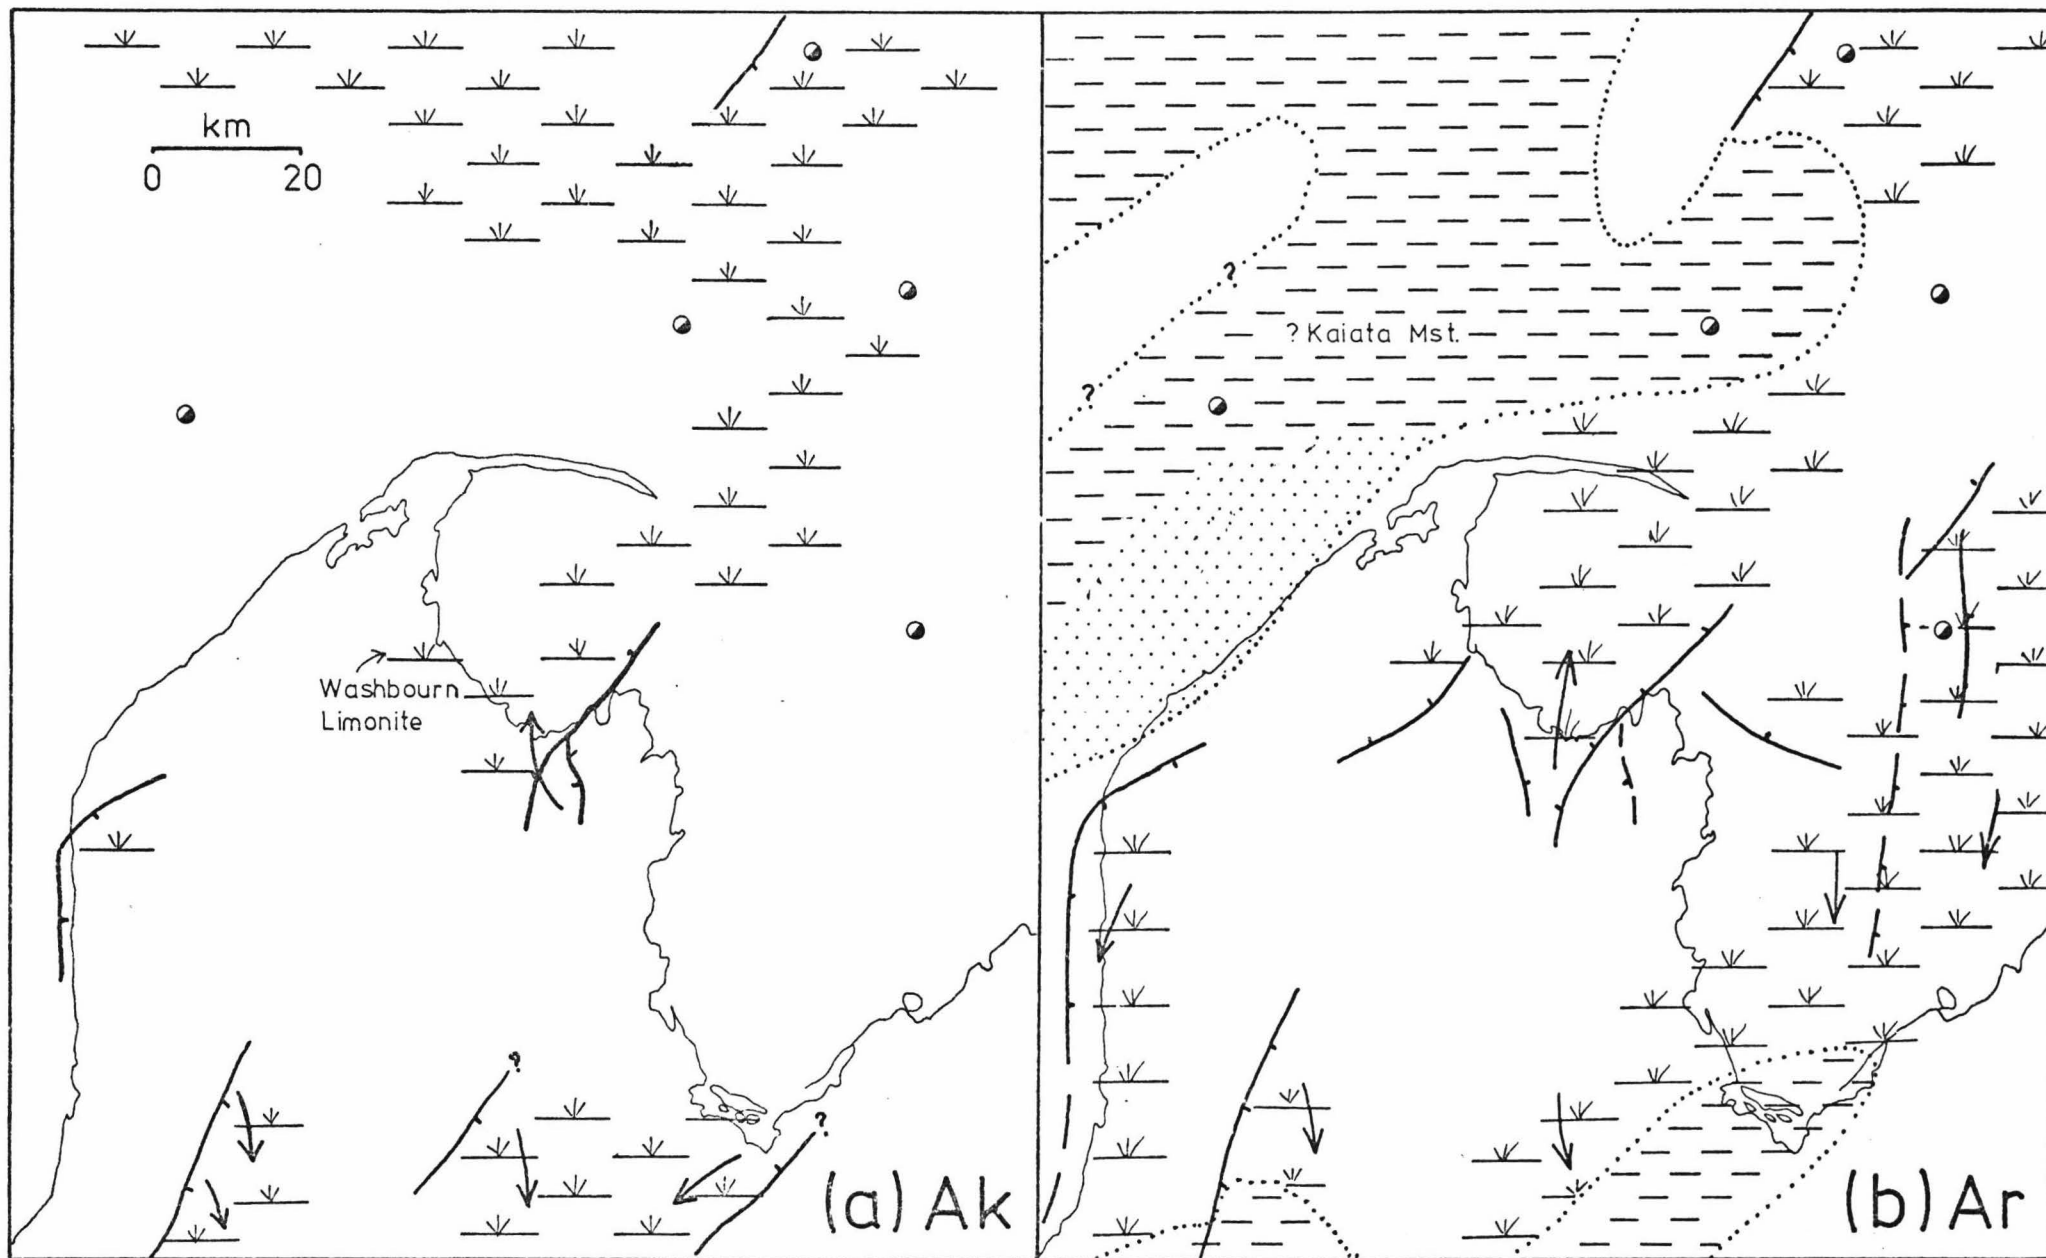 km
0 20
Washbourn
Limonite
?
?
(a) Ak
?
?
? Kaiata Mst.
(b) Ar